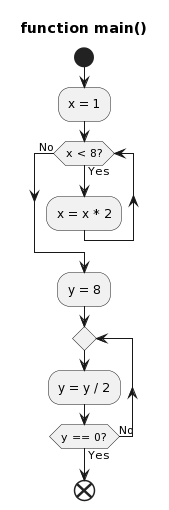 function main()
x = 1
No
x < 8?
Yes
x = x * 2
y = 8
y = y / 2
y == 0?
No
Yes